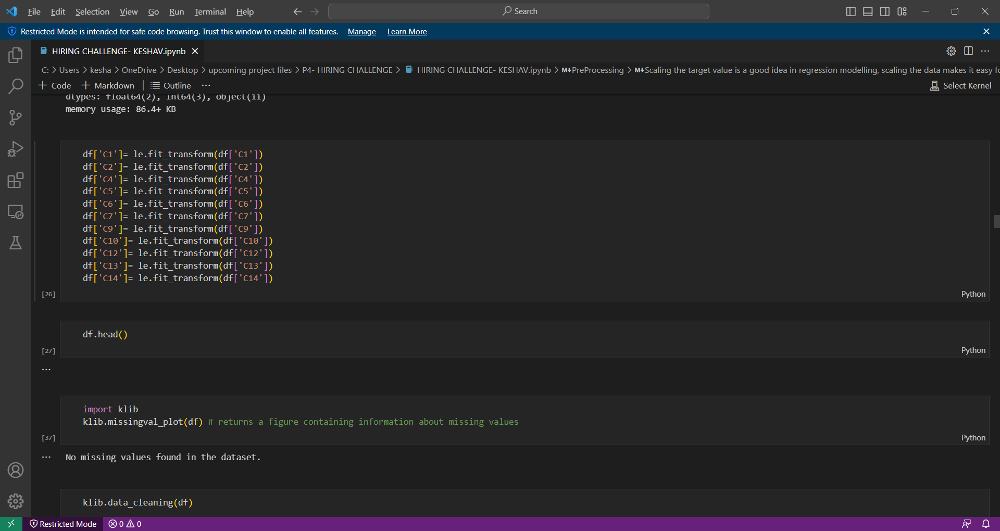 File Edit Selection View Go Run Terminal Help Search
Restricted Mode is intended for safe code browsing. Trust this window to enable all features. Manage Learn More
HIRING CHALLENGE- KESHAV.ipynb
C: > Users > kesha > OneDrive > Desktop > upcoming project files > P4- HIRING CHALLENGE > HIRING CHALLENGE- KESHAV.ipynb > M↓PreProcessing > M↓Scaling the target value is a good idea in regression modelling, scaling the data makes it easy fo
+ Code + Markdown | Outline ... Select Kernel
dtypes: float64(2), int64(3), object(11)
memory usage: 86.4+ KB
df['C1']= le.fit_transform(df['C1'])
df['C2']= le.fit_transform(df['C2'])
df['C4']= le.fit_transform(df['C4'])
df['C5']= le.fit_transform(df['C5'])
df['C6']= le.fit_transform(df['C6'])
df['C7']= le.fit_transform(df['C7'])
df['C9']= le.fit_transform(df['C9'])
df['C10']= le.fit_transform(df['C10'])
df['C12']= le.fit_transform(df['C12'])
df['C13']= le.fit_transform(df['C13'])
df['C14']= le.fit_transform(df['C14'])
[26] Python
df.head()
[27] Python
...
import klib
klib.missingval_plot(df) # returns a figure containing information about missing values
[37] Python
... No missing values found in the dataset.
klib.data_cleaning(df)
Restricted Mode 0 0